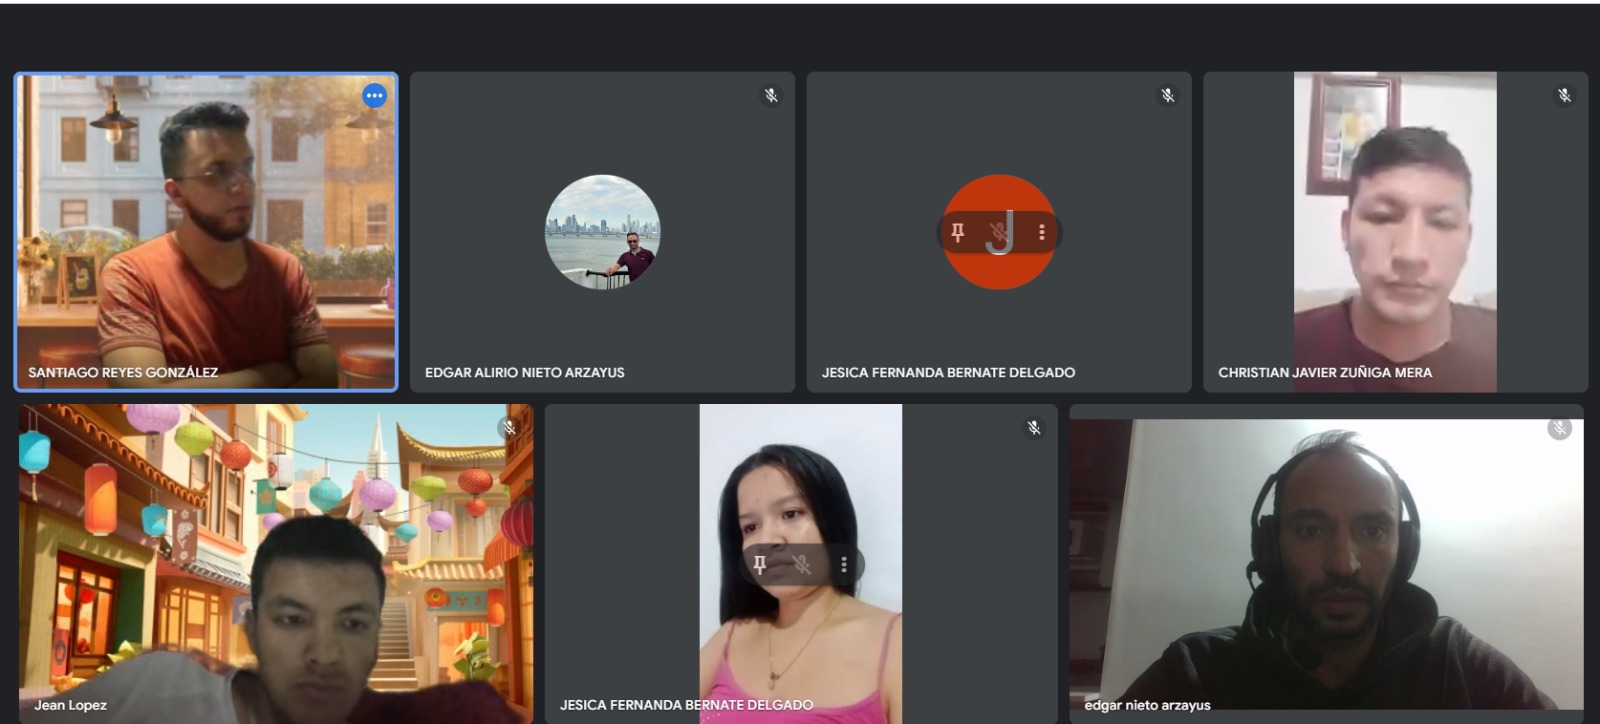 SANTIAGO REYES GONZÁLEZ
EDGAR ALIRIO NIETO ARZAYUS
J
JESICA FERNANDA BERNATE DELGADO
CHRISTIAN JAVIER ZUÑIGA MERA
Jean Lopez
JESICA FERNANDA BERNATE DELGADO
edgar nieto arzayus